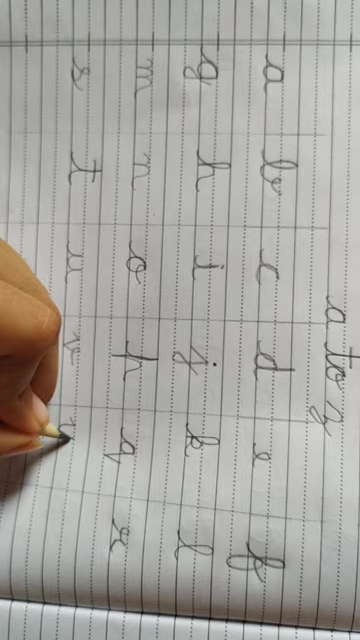 a to z
a b c d e f
g h i j k l
m n o p q r
s t u v